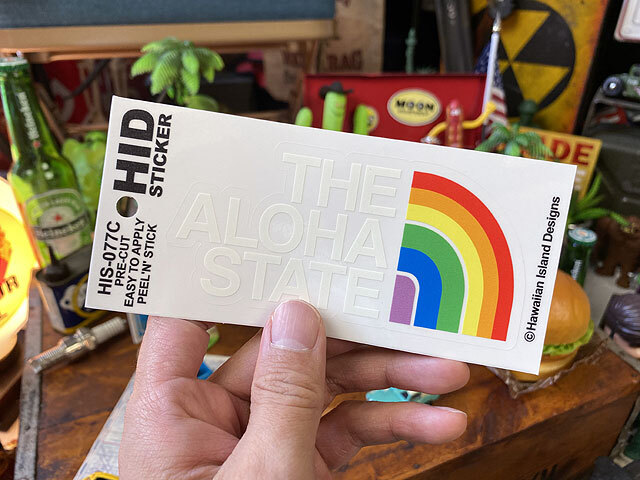 HID
STICKER
HIS-077C
PRE-CUT
EASY TO APPLY
PEEL'N' STICK
THE
ALOHA
STATE
©Hawaiian Island Designs
MOON
Heineken